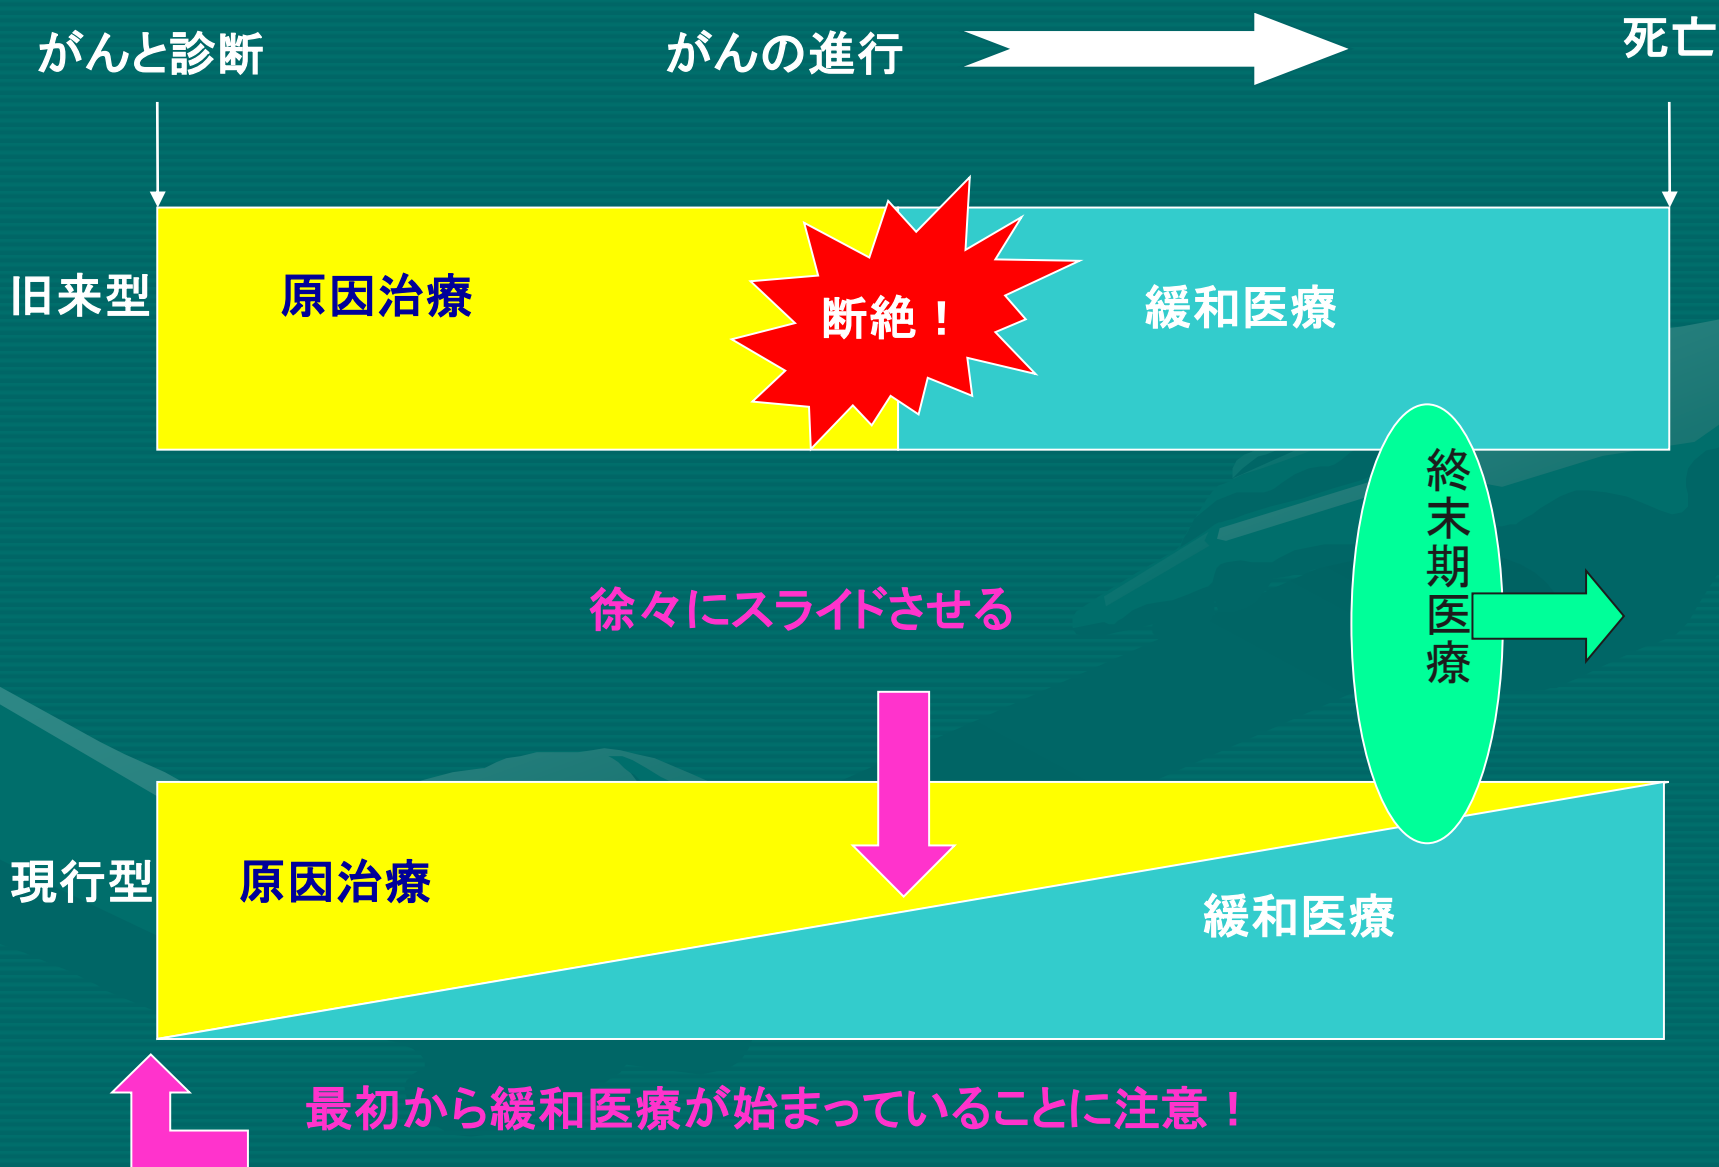 がんと診断
がんの進行
死亡
旧来型
原因治療
断絶！
緩和医療
終末期医療
徐々にスライドさせる
現行型
原因治療
緩和医療
最初から緩和医療が始まっていることに注意！